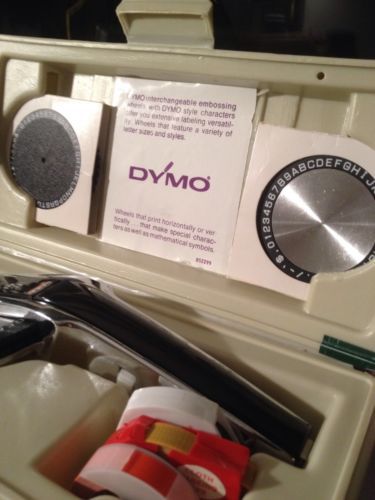 DYMO interchangeable embossing
wheels, with DYMO style characters
offer you extensive labeling versatil-
ity. Wheels that feature a variety of
letter sizes and styles.
DYMO
Wheels that print horizontally or ver-
tically . . . that make special charac-
ters as well as mathematical symbols.
$.0123456789ABCDEFGHIJ